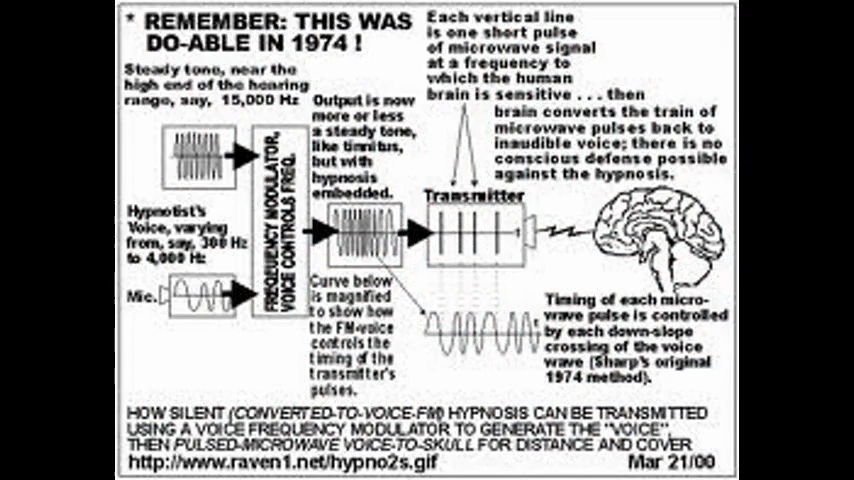 * REMEMBER: THIS WAS
DO-ABLE IN 1974 !
Each vertical line
is one short pulse
of microwave signal
at a frequency to
which the human
brain is sensitive . . . then
brain converts the train of
microwave pulses back to
inaudible voice; there is no
conscious defense possible
against the hypnosis.
Steady tone, near the
high end of the hearing
range, say, 15,000 Hz
Output is now
more or less
a steady tone,
like tinnitus,
but with
hypnosis
embedded.
FREQEUENCY MODULATOR,
VOICE CONTROLS FREQ.
Transmitter
t
Hypnotist's
Voice, varying
from, say, 300 Hz
to 4,000 Hz
Mic.
Curve below
is magnified
to show how
the FM-voice
controls the
timing of the
transmitter's
pulses.
t
Timing of each micro-
wave pulse is controlled
by each down-slope
crossing of the voice
wave (Sharp's original
1974 method).
HOW SILENT (CONVERTED-TO-VOICE-FM) HYPNOSIS CAN BE TRANSMITTED
USING A VOICE FREQUENCY MODULATOR TO GENERATE THE "VOICE",
THEN PULSED-MICROWAVE VOICE-TO-SKULL FOR DISTANCE AND COVER
http://www.raven1.net/hypno2s.gif
Mar 21/00